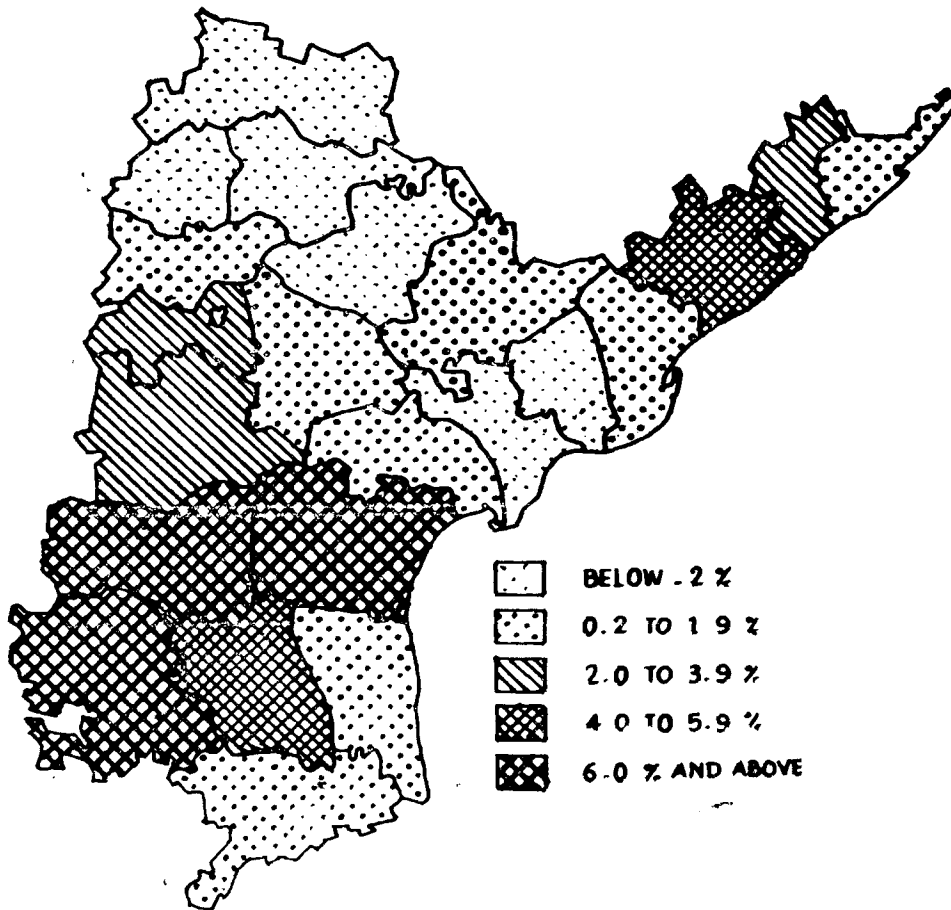 BELOW .2 %
0.2 TO 1.9 %
2.0 TO 3.9 %
4.0 TO 5.9 %
6.0 % AND ABOVE